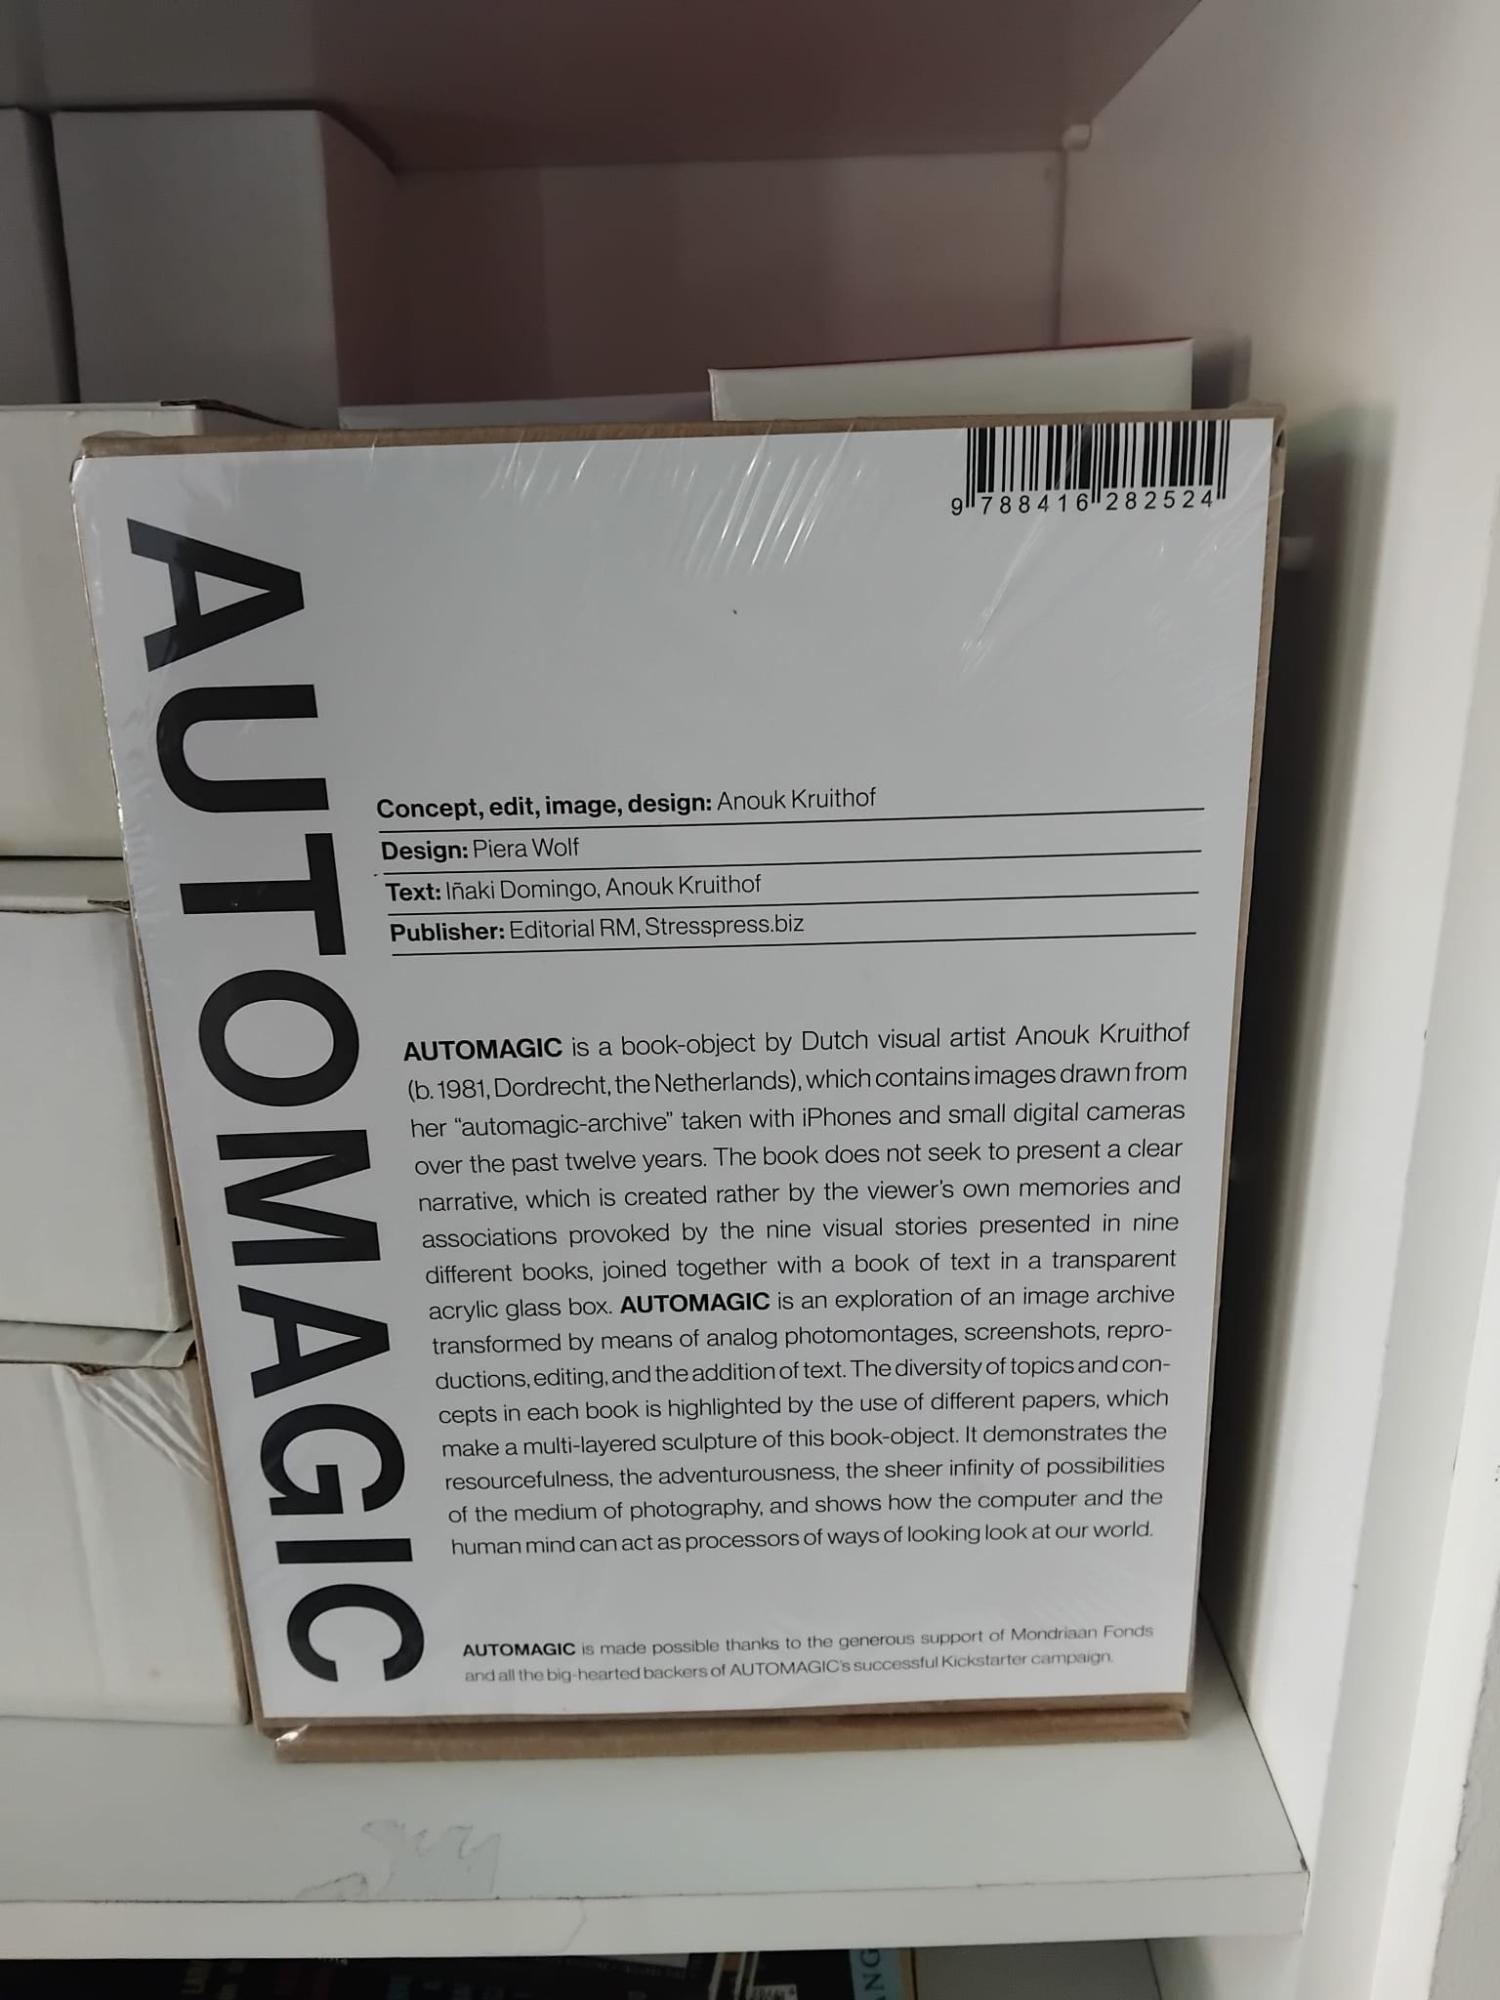 9 788416 282524
AUTOMAGIC
Concept, edit, image, design: Anouk Kruithof
Design: Piera Wolf
Text: Iñaki Domingo, Anouk Kruithof
Publisher: Editorial RM, Stresspress.biz
AUTOMAGIC is a book-object by Dutch visual artist Anouk Kruithof
(b. 1981, Dordrecht, the Netherlands), which contains images drawn from
her “automagic-archive” taken with iPhones and small digital cameras
over the past twelve years. The book does not seek to present a clear
narrative, which is created rather by the viewer’s own memories and
associations provoked by the nine visual stories presented in nine
different books, joined together with a book of text in a transparent
acrylic glass box. AUTOMAGIC is an exploration of an image archive
transformed by means of analog photomontages, screenshots, repro-
ductions, editing, and the addition of text. The diversity of topics and con-
cepts in each book is highlighted by the use of different papers, which
make a multi-layered sculpture of this book-object. It demonstrates the
resourcefulness, the adventurousness, the sheer infinity of possibilities
of the medium of photography, and shows how the computer and the
human mind can act as processors of ways of looking look at our world.
AUTOMAGIC is made possible thanks to the generous support of Mondriaan Fonds
and all the big-hearted backers of AUTOMAGIC’s successful Kickstarter campaign.